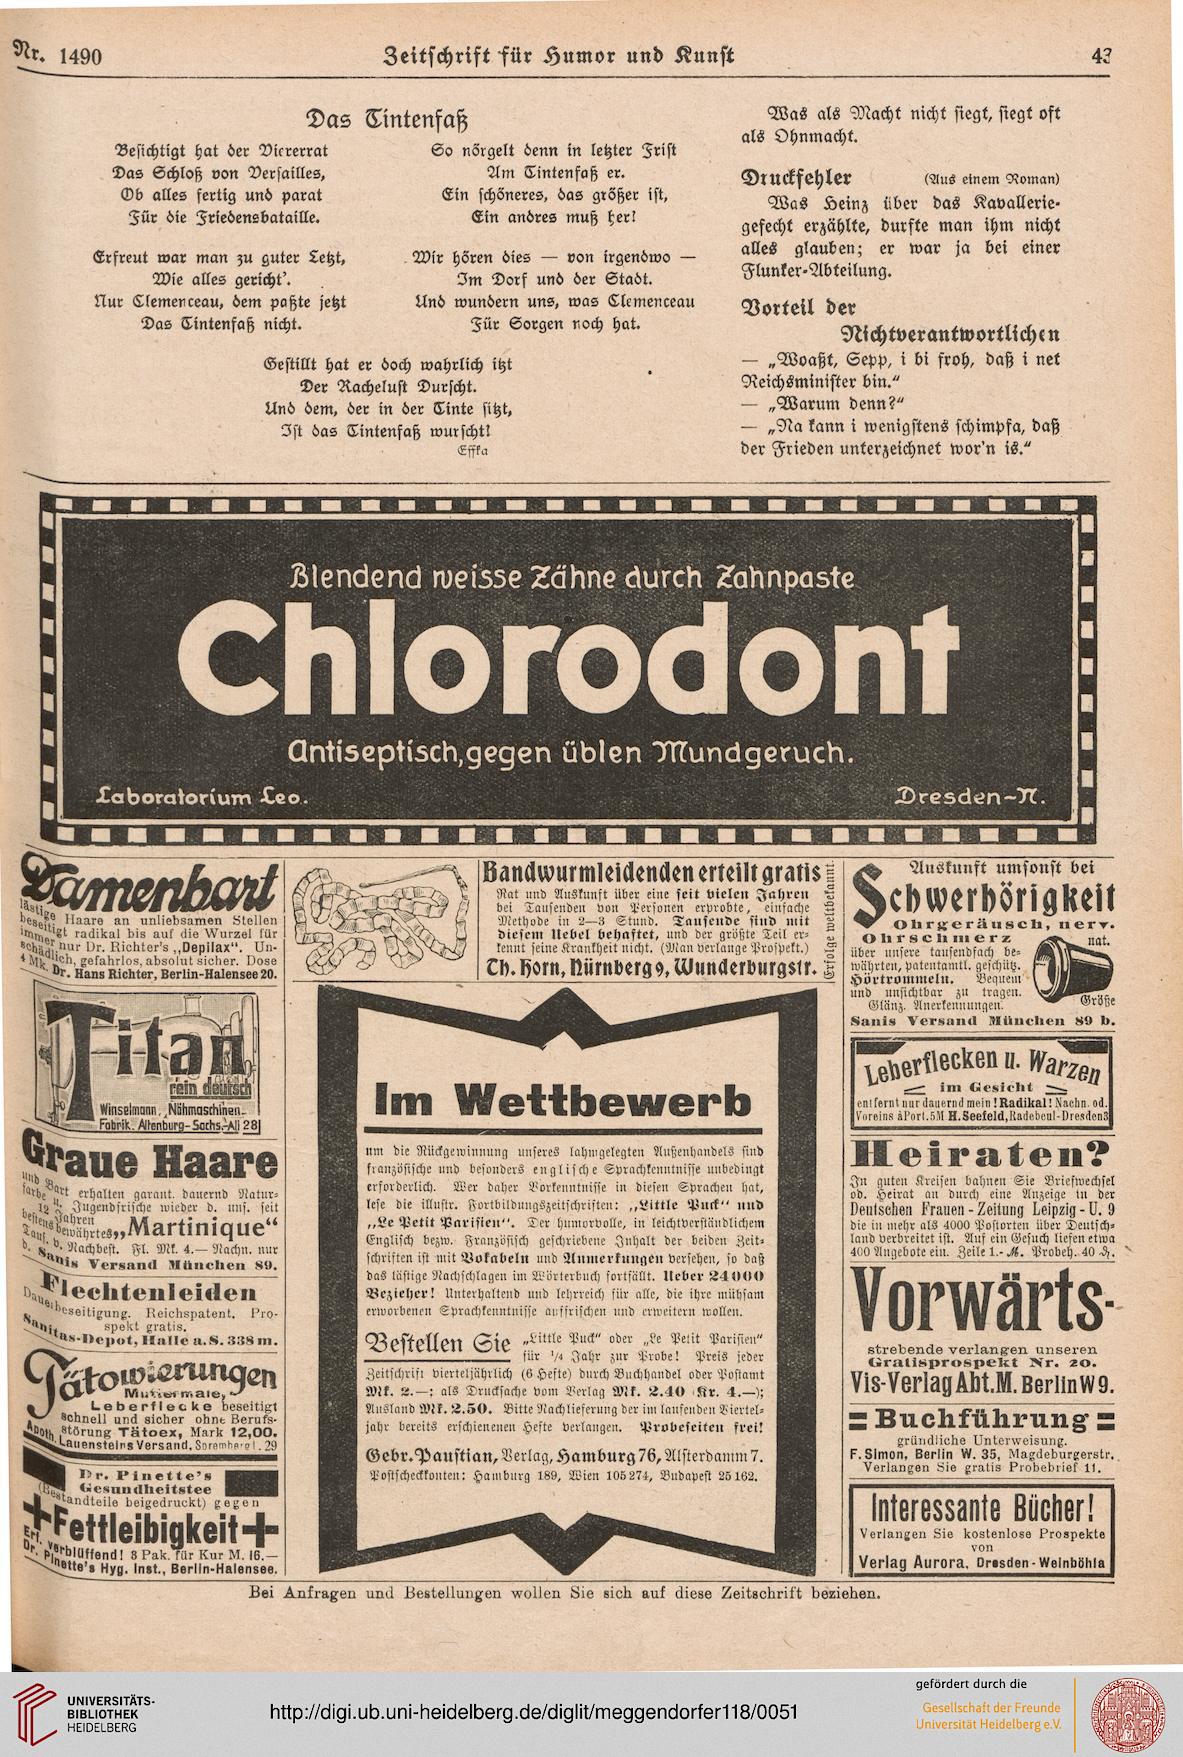 Nr. 1490
Zeitschrift für Humor und Kunst
43
Das Tintenfaß
Besichtigt hat der Viererrat
Das Schloß von Versailles,
Ob alles fertig und parat
Für die Friedensbataille.
Erfreut war man zu guter Letzt,
Wie alles gericht'.
Nur Clemenceau, dem paßte jetzt
Das Tintenfaß nicht.
So nörgelt denn in letzter Frist
Am Tintenfaß er.
Ein schöneres, das größer ist,
Ein andres muß her!
Wir hören dies — von irgendwo —
Im Dorf und der Stadt.
Und wundern uns, was Clemenceau
Für Sorgen noch hat.
Gestillt hat er doch wahrlich itzt
Der Rachelust Durscht.
Und dem, der in der Tinte sitzt,
Ist das Tintenfaß wurscht!
Effka
Was als Macht nicht siegt, siegt oft
als Ohnmacht.
Druckfehler (Aus einem Roman)
Was Heinz über das Kavallerie-
gefecht erzählte, durfte man ihm nicht
alles glauben; er war ja bei einer
Flunker-Abteilung.
Vorteil der
Nichtverantwortlichen
— „Woaßt, Sepp, i bi froh, daß i net
Reichsminister bin."
— „Warum denn?"
— „Na kann i wenigstens schimpfa, daß
der Frieden unterzeichnet wor'n is."
Blendend weisse Zähne durch Zahnpaste
Chlorodont
Antiseptisch, gegen üblen Mundgeruch.
Laboratorium Leo.
Dresden-N.
Damenbart
lästige Haare an unliebsamen Stellen
beseitigt radikal bis auf die Wurzel für
immer nur Dr. Richter's „Depilax". Un-
schädlich, gefahrlos, absolut sicher. Dose
4 Mk. Dr. Hans Richter, Berlin-Halensee 20.
Titan
rein deutsch
Winselmann, Nähmaschinen-
Fabrik. Altenburg-Sachs.-Alt 28
Graue Haare
und Bart erhalten garant. dauernd Natur-
farbe u. Jugendfrische wieder d. uns. seit
12 Jahren
bestens bewährtes „Martinique"
Taus. v. Nachbest. Fl. Mk. 4.— Nachn. nur
d. Sanis Versand München 89.
Flechtenleiden
Dauerbeseitigung. Reichspatent. Pro-
spekt gratis.
Sanitas-Depot, Halle a. S. 338 m.
Tätowierungen
Muttermale,
Leberflecke beseitigt
schnell und sicher ohne Berufs-
störung Tätoex, Mark 12,00.
Apoth. Lauensteins Versand, Spremberg L. 29
Dr. Pinette's
Gesundheitstee
(Bestandteile beigedruckt) gegen
+Fettleibigkeit+
Erf. verblüffend! 3 Pak. für Kur M. 16.—
Dr. Pinette's Hyg. Inst., Berlin-Halensee.
Bandwurmleidenden erteilt gratis
Rat und Auskunft über eine seit vielen Jahren
bei Tausenden von Personen erprobte, einfache
Methode in 2—3 Stund. Tausende sind mit
diesem Uebel behaftet, und der größte Teil er-
kennt seine Krankheit nicht. (Man verlange Prospekt.)
Th. Horn, Nürnberg 9, Wunderburgstr.
Erfolge weltbekannt
Im Wettbewerb
um die Rückgewinnung unseres lahmgelegten Außenhandels sind
französische und besonders englische Sprachkenntnisse unbedingt
erforderlich. Wer daher Vorkenntnisse in diesen Sprachen hat,
lese die illustr. Fortbildungszeitschriften: „Little Puck" und
„Le Petit Parisien". Der humorvolle, in leichtverständlichem
Englisch bezw. Französisch geschriebene Inhalt der beiden Zeit-
schriften ist mit Vokabeln und Anmerkungen versehen, so daß
das lästige Nachschlagen im Wörterbuch fortfällt. Ueber 24000
Bezieher! Unterhaltend und lehrreich für alle, die ihre mühsam
erworbenen Sprachkenntnisse auffrischen und erweitern wollen.
Bestellen Sie „Little Puck" oder „Le Petit Parisien"
für 1/4 Jahr zur Probe! Preis jeder
Zeitschrift vierteljährlich (6 Hefte) durch Buchhandel oder Postamt
Mk. 2.—; als Drucksache vom Verlag Mk. 2.40 (Kr. 4.—);
Ausland Mk. 2.50. Bitte Nachlieferung der im laufenden Viertel-
jahr bereits erschienenen Hefte verlangen. Probeseiten frei!
Gebr. Paustian, Verlag, Hamburg 76, Alsterdamm 7.
Postscheckkonten: Hamburg 189, Wien 105274, Budapest 25162.
Auskunft umsonst bei
Schwerhörigkeit
Ohrgeräusch, nerv.
Ohrschmerz
über unsere tausendfach be-
währten, patentamtl. geschütz.
Hörtrommeln. Bequem
und unsichtbar zu tragen.
Glänz. Anerkennungen.
nat.
Größe
Sanis Versand München 89 b.
Leberflecken u. Warzen
im Gesicht
entfernt nur dauernd mein! Radikal! Nachn. od.
Voreins à Port. 5M H. Seefeld, Radebeul-Dresden3
Heiraten?
In guten Kreisen bahnen Sie Briefwechsel
od. Heirat an durch eine Anzeige in der
Deutschen Frauen-Zeitung Leipzig-U. 9
die in mehr als 4000 Postorten über Deutsch-
land verbreitet ist. Auf ein Gesuch liefen etwa
400 Angebote ein. Zeile 1.- ℳ. Probeh. 40 ₰.
Vorwärts-
strebende verlangen unseren
Gratisprospekt Nr. 20.
Vis-Verlag Abt. M. Berlin W 9.
Buchführung
gründliche Unterweisung.
F. Simon, Berlin W. 35, Magdeburgerstr.
Verlangen Sie gratis Probebrief 11.
Interessante Bücher!
Verlangen Sie kostenlose Prospekte
von
Verlag Aurora, Dresden-Weinböhla
Bei Anfragen und Bestellungen wollen Sie sich auf diese Zeitschrift beziehen.
UNIVERSITÄTS-
BIBLIOTHEK
HEIDELBERG
http://digi.ub.uni-heidelberg.de/diglit/meggendorfer118/0051
gefördert durch die
Gesellschaft der Freunde
Universität Heidelberg e.V.